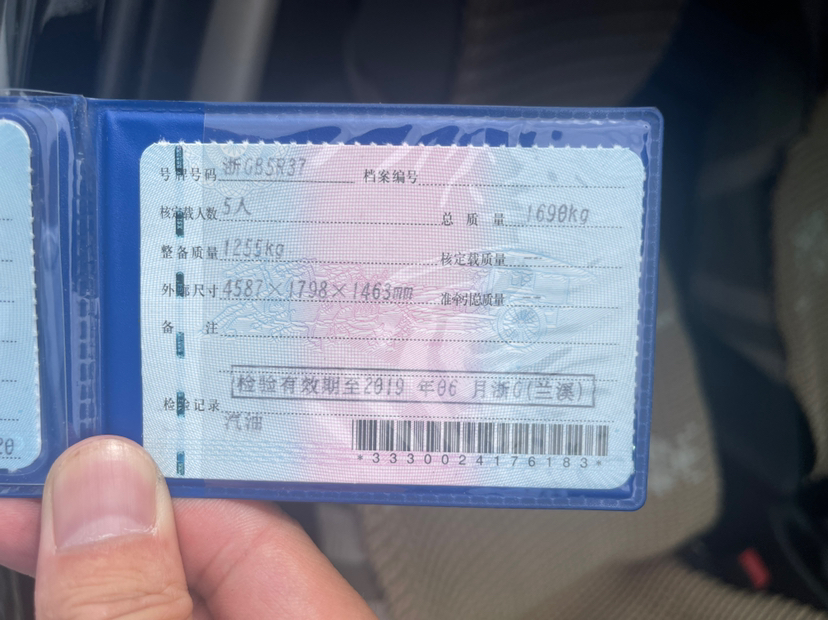 号牌号码 浙GB5R37 档案编号
核定载人数 5人 总质量 1690kg
整备质量 1255kg 核定载质量 --
外部尺寸 4587×1798×1463mm 准牵引总质量 --
备注
检验有效期至2019年06月浙G(兰溪)
检验记录
汽油
*3330024176183*
20